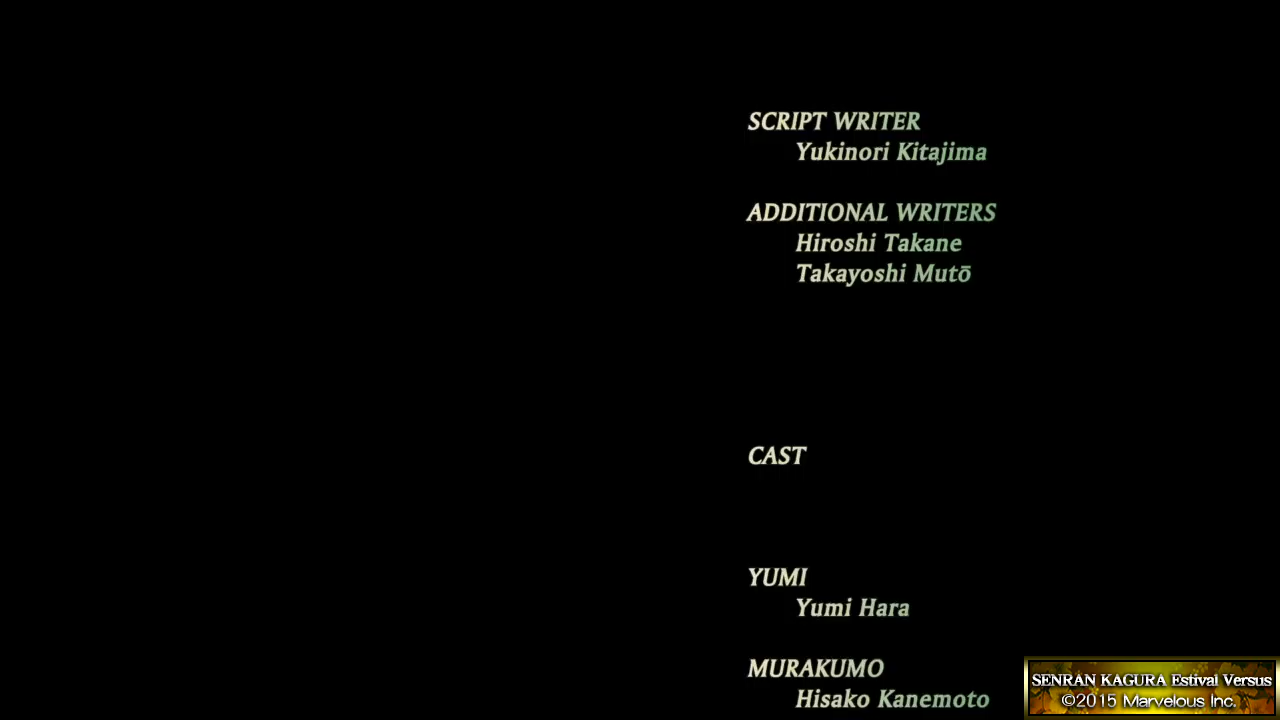 SCRIPT WRITER
Yukinori Kitajima
ADDITIONAL WRITERS
Hiroshi Takane
Takayoshi Mutō
CAST
YUMI
Yumi Hara
MURAKUMO
Hisako Kanemoto
SENRAN KAGURA Estival Versus
©2015 Marvelous Inc.